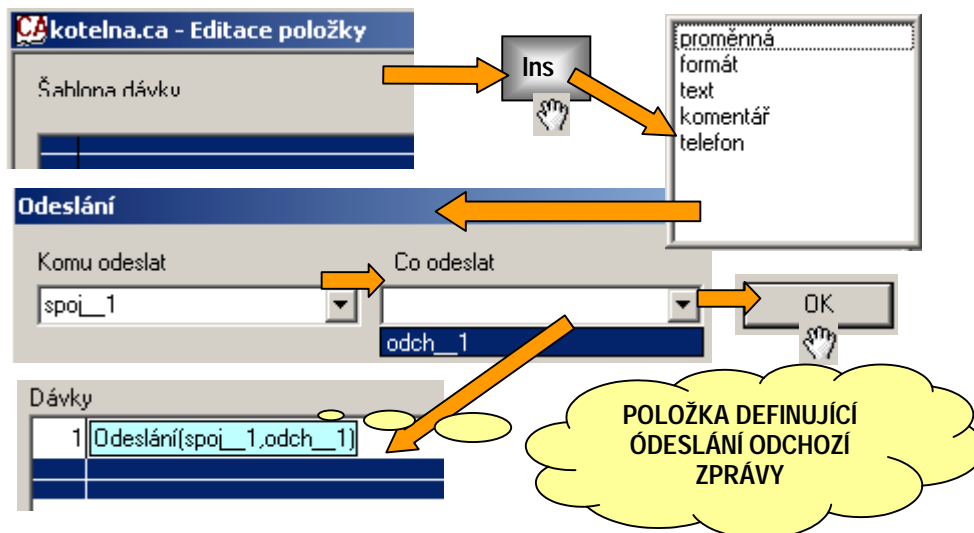 kotelna.ca - Editace položky
Šablona dávky
Ins
proměnná
formát
text
komentář
telefon
Odeslání
Komu odeslat
Co odeslat
spoj__1
odch__1
OK
Dávky
1 Odeslání(spoj__1,odch__1)
POLOŽKA DEFINUJÍCÍ
ÓDESLÁNÍ ODCHOZÍ
ZPRÁVY